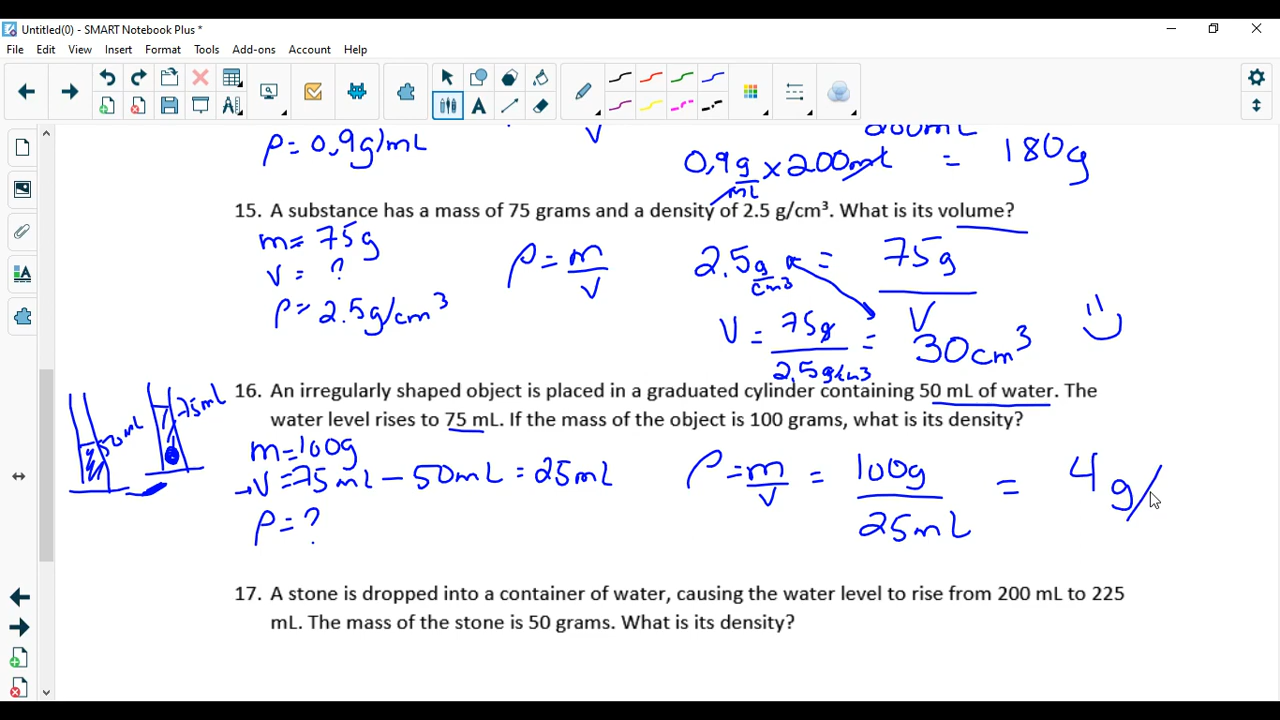 Untitled(0) - SMART Notebook Plus *
File Edit View Insert Format Tools Add-ons Account Help
ρ = 0,9g/mL
V
200mL
0,9g/mL x 200mL = 180g
15. A substance has a mass of 75 grams and a density of 2.5 g/cm³. What is its volume?
m = 75g
V = ?
ρ = 2.5g/cm³
ρ = m/V
2.5g/cm³ = 75g/V
V = 75g/2,5g/cm³ = 30cm³
16. An irregularly shaped object is placed in a graduated cylinder containing 50 mL of water. The
water level rises to 75 mL. If the mass of the object is 100 grams, what is its density?
50mL
75mL
m=100g
V = 75mL - 50mL = 25mL
ρ = ?
ρ = m/V = 100g/25mL = 4 g/
17. A stone is dropped into a container of water, causing the water level to rise from 200 mL to 225
mL. The mass of the stone is 50 grams. What is its density?